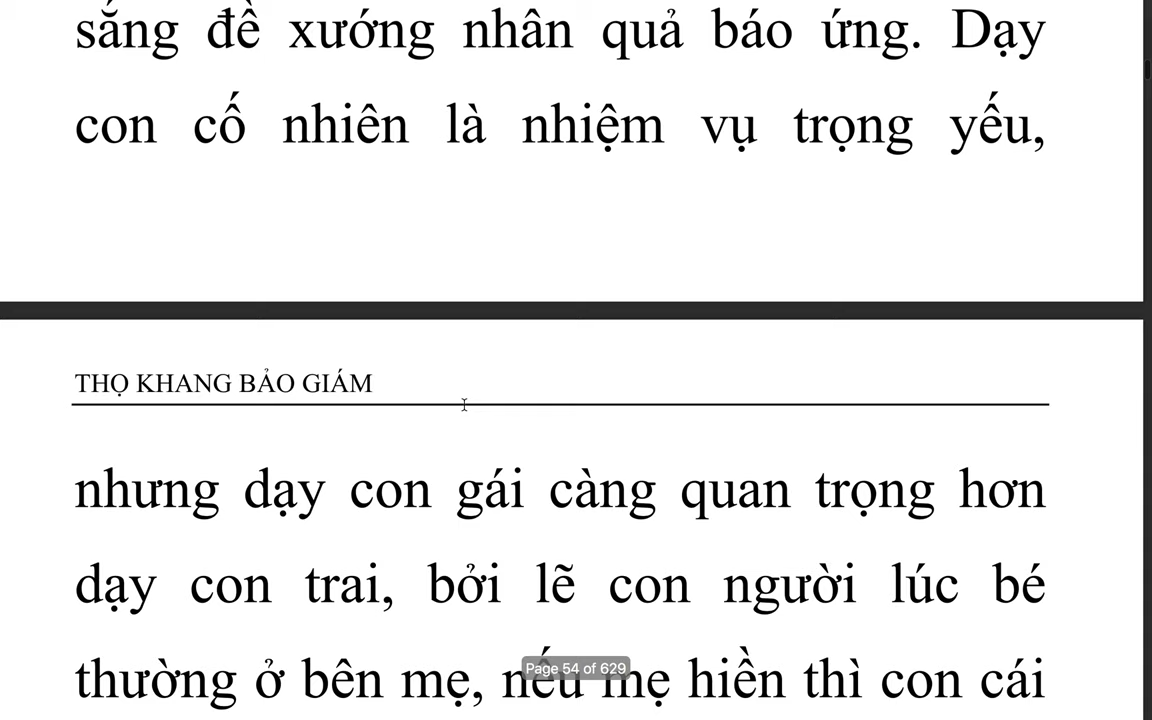 sắng đề xướng nhân quả báo ứng. Dạy
con cố nhiên là nhiệm vụ trọng yếu,
THỌ KHANG BẢO GIÁM
nhưng dạy con gái càng quan trọng hơn
dạy con trai, bởi lẽ con người lúc bé
thường ở bên mẹ, nếu mẹ hiền thì con cái
Page 54 of 629